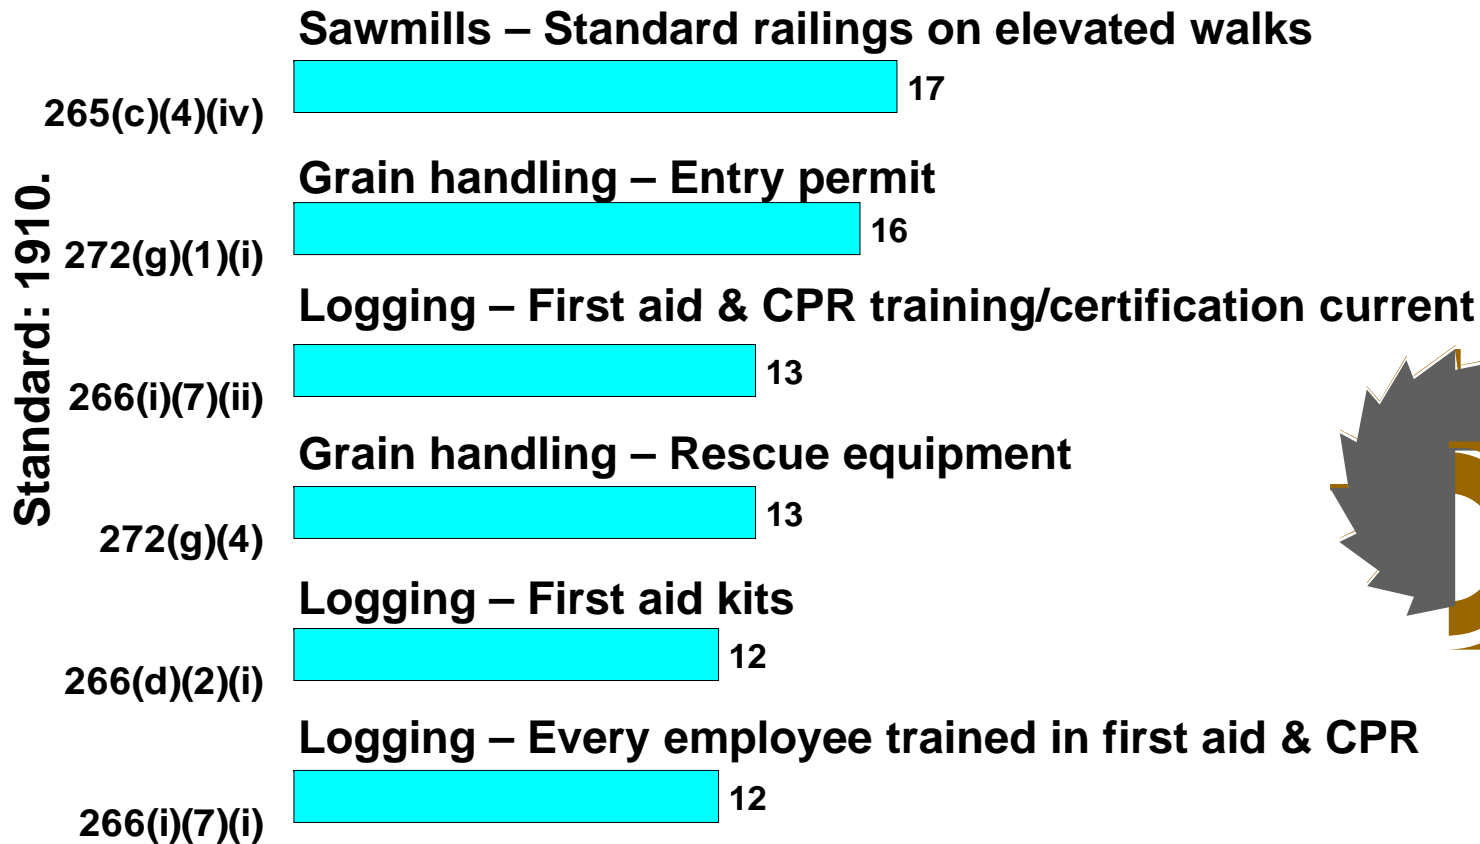 Sawmills – Standard railings on elevated walks
265(c)(4)(iv)
17
Grain handling – Entry permit
272(g)(1)(i)
16
Logging – First aid & CPR training/certification current
266(i)(7)(ii)
13
Grain handling – Rescue equipment
272(g)(4)
13
Logging – First aid kits
266(d)(2)(i)
12
Logging – Every employee trained in first aid & CPR
266(i)(7)(i)
12
Standard: 1910.